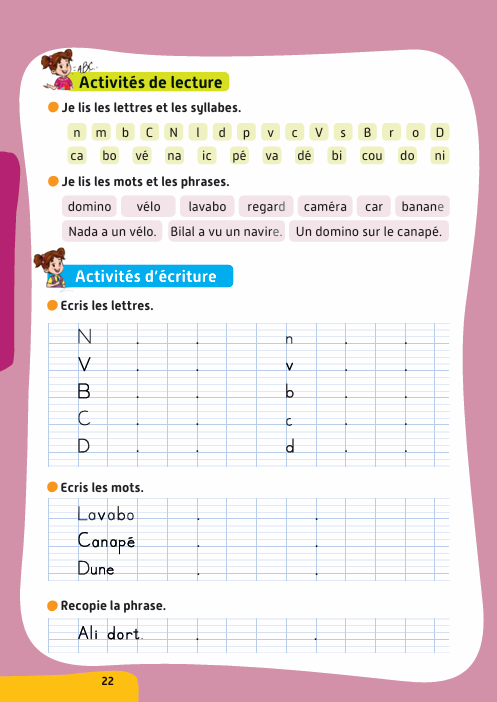 ABC..
Activités de lecture
Je lis les lettres et les syllabes.
n m b C N l d p v c V s B r o D
ca bo vé na ic pé va dé bi cou do ni
Je lis les mots et les phrases.
domino vélo lavabo regard caméra car banane
Nada a un vélo. Bilal a vu un navire. Un domino sur le canapé.
Activités d'écriture
Ecris les lettres.
N . . n . .
V . . v . .
B . . b . .
C . . c . .
D . . d . .
Ecris les mots.
Lavabo . .
Canapé . .
Dune . .
Recopie la phrase.
Ali dort. . .
22